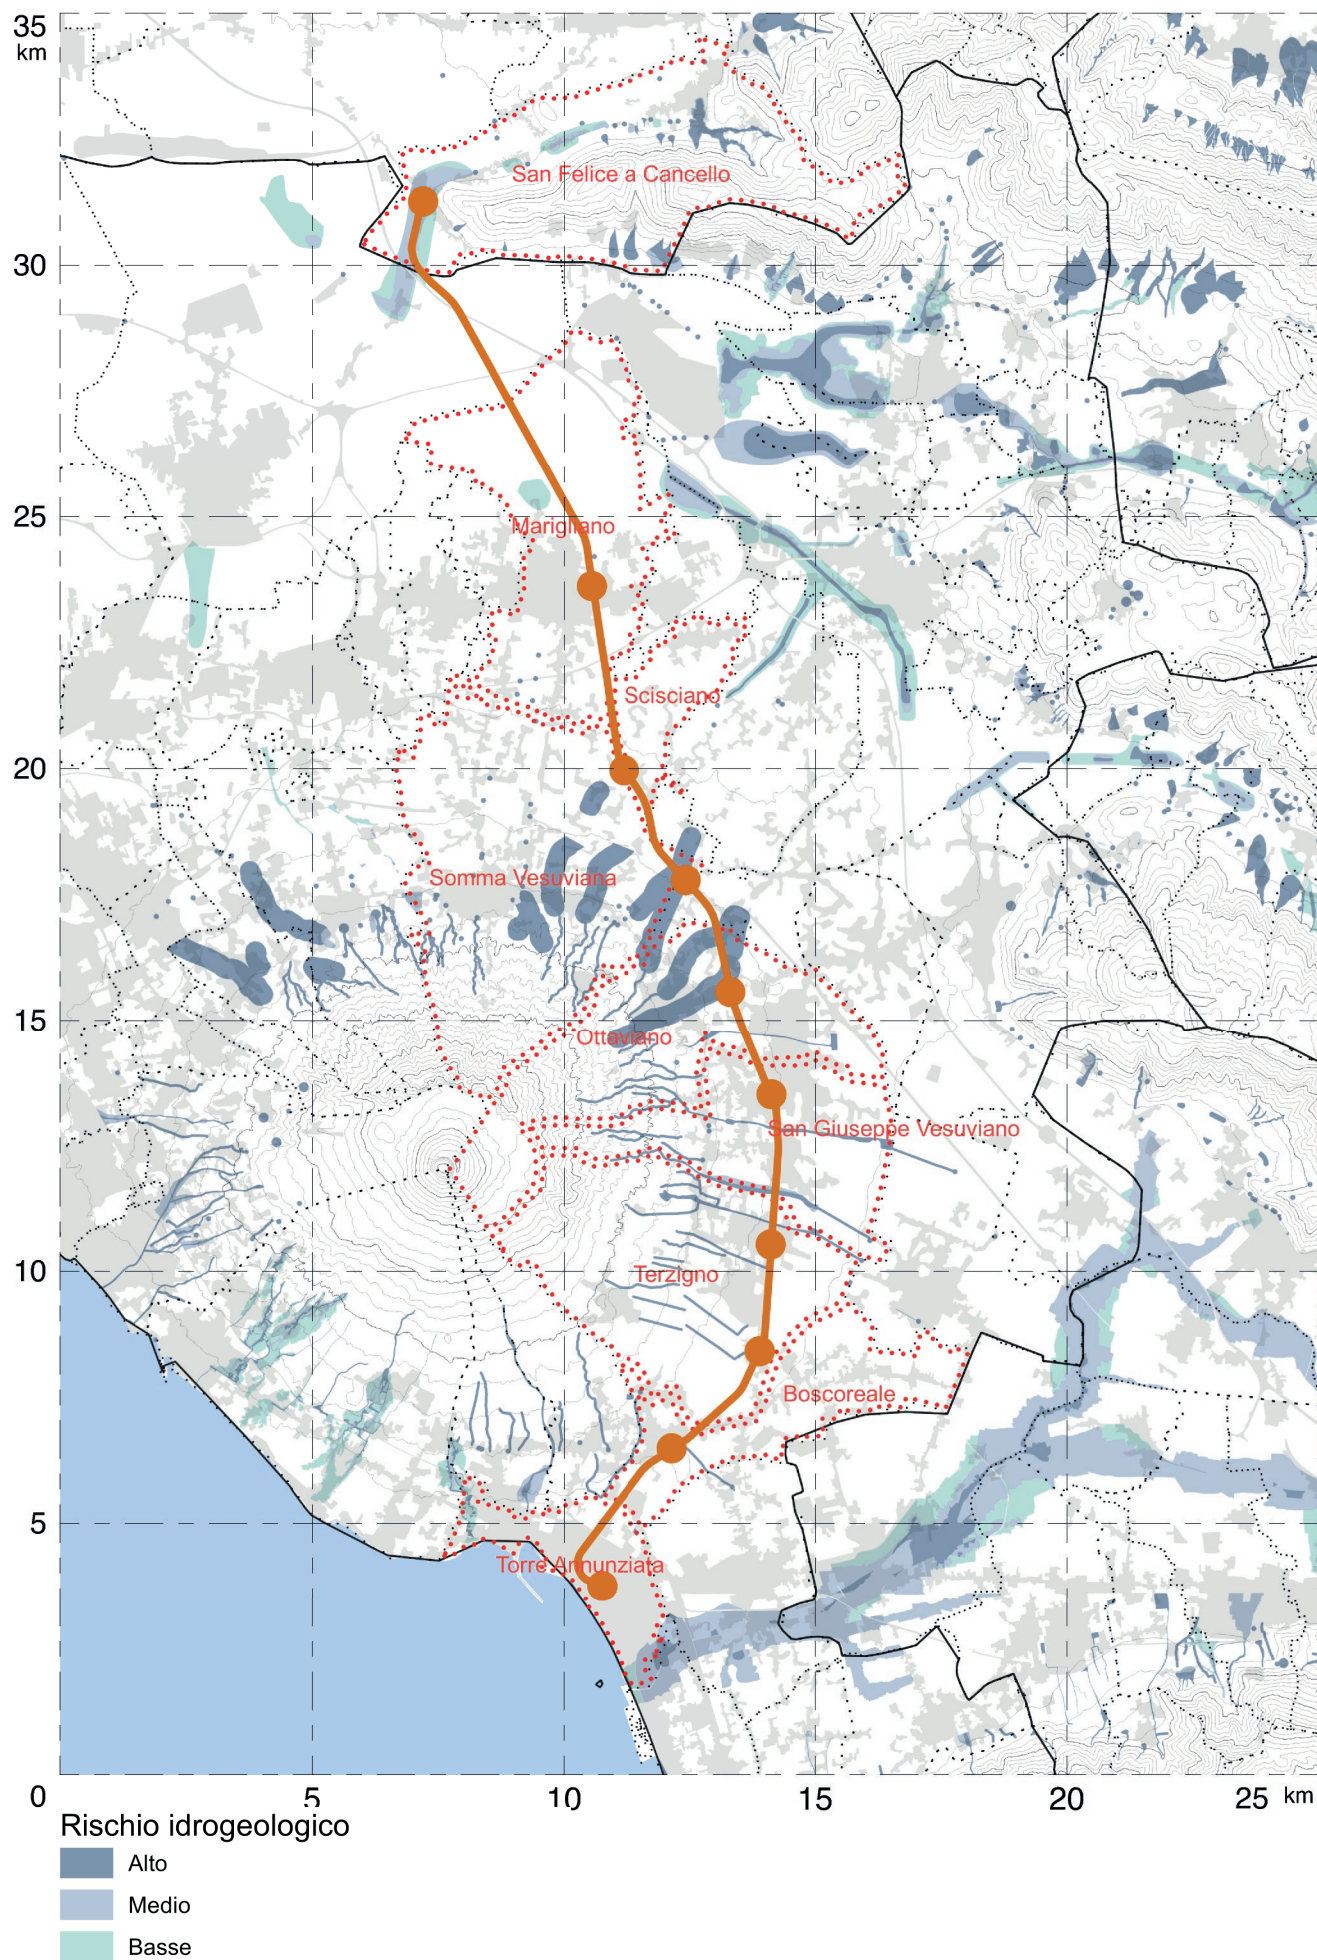 35
km
San Felice a Cancello
30
25
Marigliano
Scisciano
20
Somma Vesuviana
15
Ottaviano
San Giuseppe Vesuviano
10
Terzigno
Boscoreale
5
Torre Annunziata
0 5 10 15 20 25 km
Rischio idrogeologico
Alto
Medio
Basse